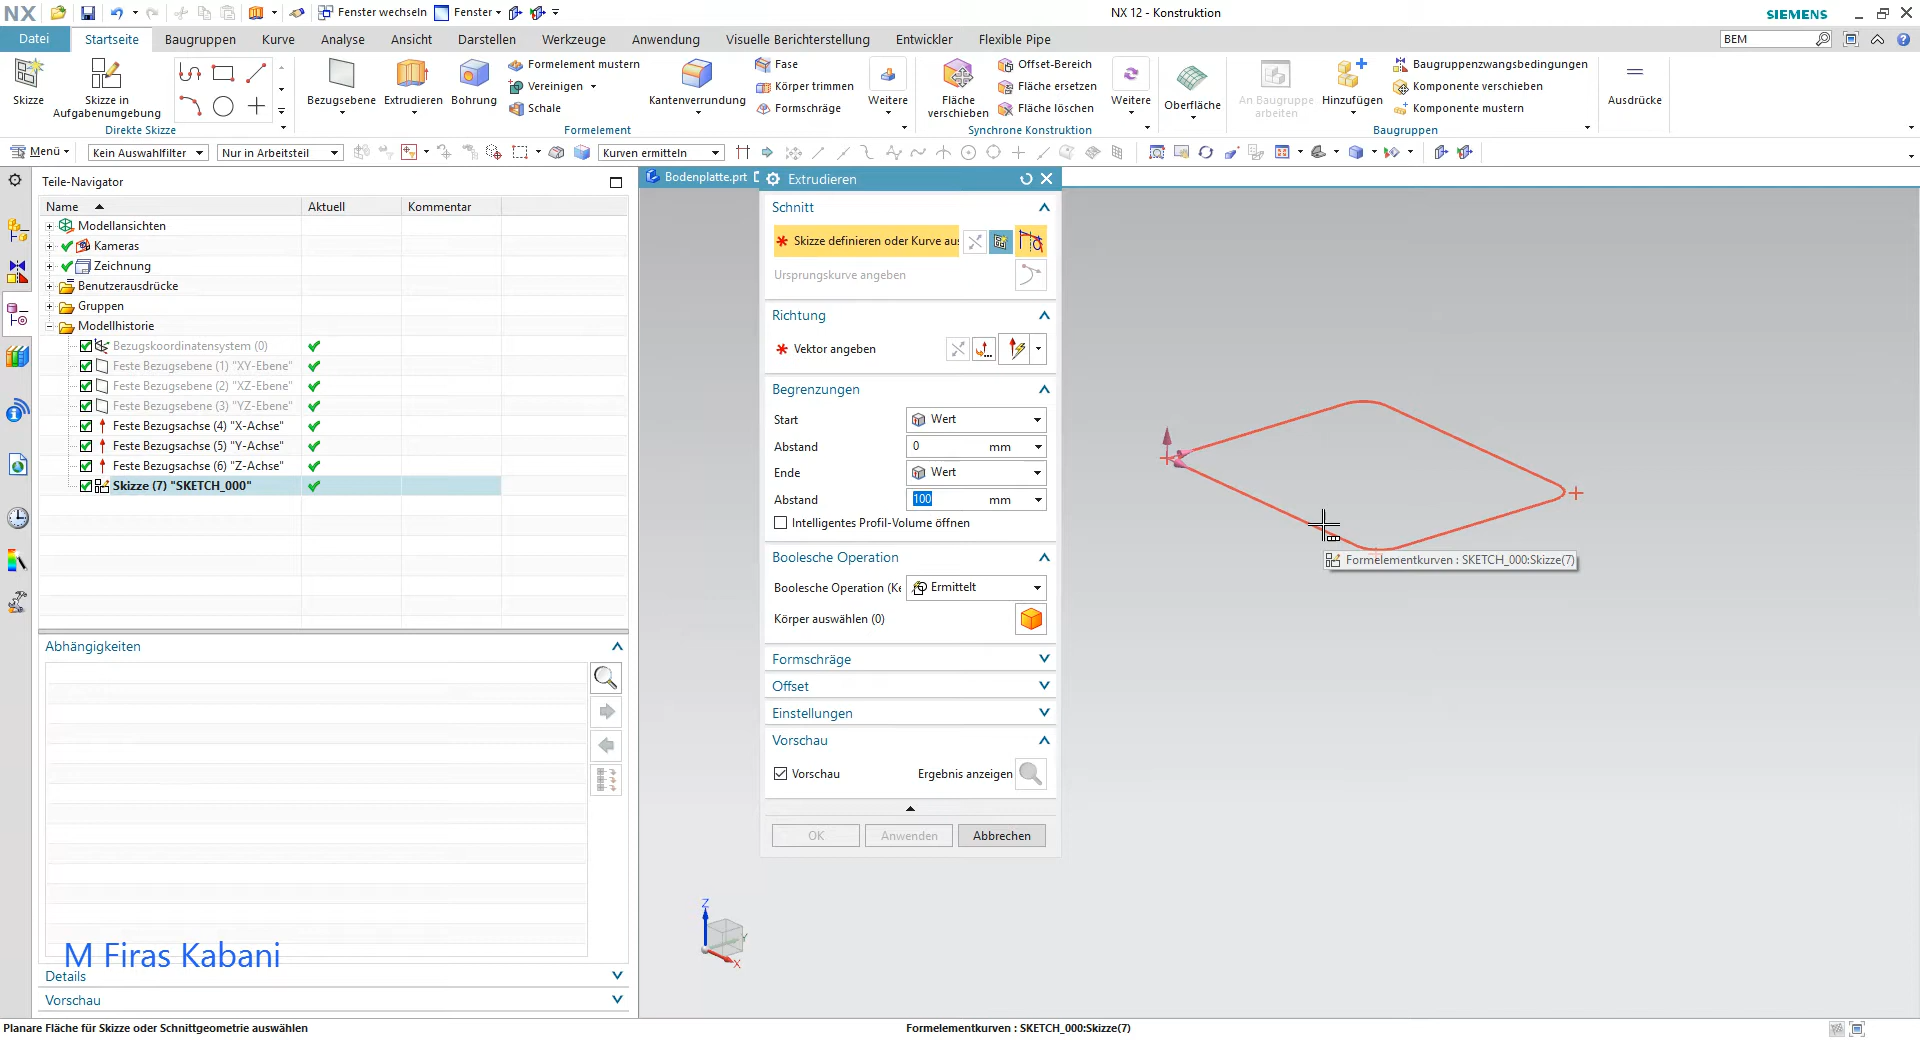 NX
Fenster wechseln
Fenster
NX 12 - Konstruktion
SIEMENS
Datei
Startseite
Baugruppen
Kurve
Analyse
Ansicht
Darstellen
Werkzeuge
Anwendung
Visuelle Berichterstellung
Entwickler
Flexible Pipe
BEM
Skizze
Skizze in
Aufgabenumgebung
Direkte Skizze
Bezugsebene
Extrudieren
Bohrung
Formelement mustern
Vereinigen
Schale
Kantenverrundung
Fase
Körper trimmen
Formschräge
Weitere
Formelement
Fläche
verschieben
Offset-Bereich
Fläche ersetzen
Fläche löschen
Weitere
Synchrone Konstruktion
Oberfläche
An Baugruppe
arbeiten
Hinzufügen
Baugruppenzwangsbedingungen
Komponente verschieben
Komponente mustern
Baugruppen
Ausdrücke
Menü
Kein Auswahlfilter
Nur in Arbeitsteil
Kurven ermitteln
Teile-Navigator
Name
Aktuell
Kommentar
Modellansichten
Kameras
Zeichnung
Benutzerausdrücke
Gruppen
Modellhistorie
Bezugskoordinatensystem (0)
Feste Bezugsebene (1) "XY-Ebene"
Feste Bezugsebene (2) "XZ-Ebene"
Feste Bezugsebene (3) "YZ-Ebene"
Feste Bezugsachse (4) "X-Achse"
Feste Bezugsachse (5) "Y-Achse"
Feste Bezugsachse (6) "Z-Achse"
Skizze (7) "SKETCH_000"
Abhängigkeiten
M Firas Kabani
Details
Vorschau
Bodenplatte.prt
Extrudieren
Schnitt
Skizze definieren oder Kurve aus
Ursprungskurve angeben
Richtung
Vektor angeben
Begrenzungen
Start
Wert
Abstand
0 mm
Ende
Wert
Abstand
100 mm
Intelligentes Profil-Volume öffnen
Boolesche Operation
Boolesche Operation (Ke
Ermittelt
Körper auswählen (0)
Formschräge
Offset
Einstellungen
Vorschau
Vorschau
Ergebnis anzeigen
OK
Anwenden
Abbrechen
Formelementkurven : SKETCH_000:Skizze(7)
Z
Y
X
Planare Fläche für Skizze oder Schnittgeometrie auswählen
Formelementkurven : SKETCH_000:Skizze(7)